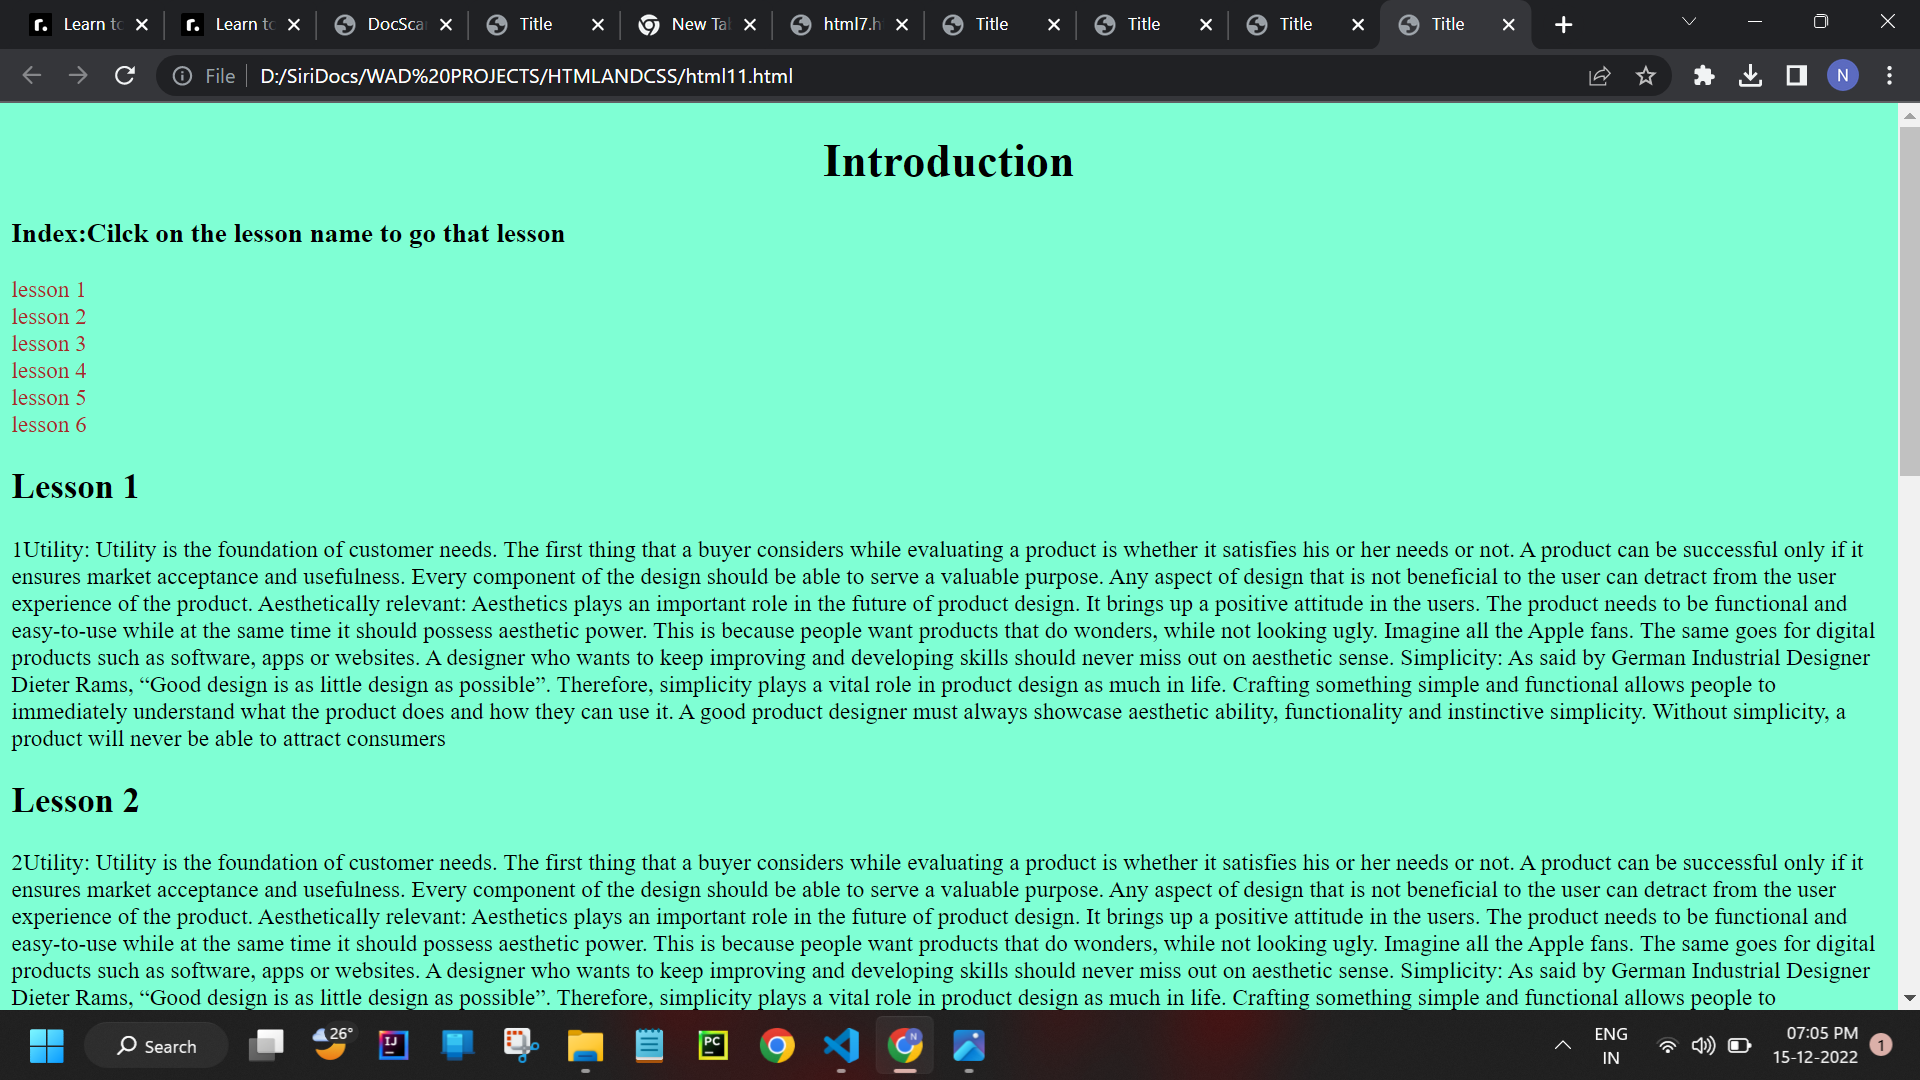 Learn to
Learn to
DocSca
Title
New Tab
html7.h
Title
Title
Title
Title
File
D:/SiriDocs/WAD%20PROJECTS/HTMLANDCSS/html11.html
N
Introduction
Index:Cilck on the lesson name to go that lesson
lesson 1
lesson 2
lesson 3
lesson 4
lesson 5
lesson 6
Lesson 1
1Utility: Utility is the foundation of customer needs. The first thing that a buyer considers while evaluating a product is whether it satisfies his or her needs or not. A product can be successful only if it
ensures market acceptance and usefulness. Every component of the design should be able to serve a valuable purpose. Any aspect of design that is not beneficial to the user can detract from the user
experience of the product. Aesthetically relevant: Aesthetics plays an important role in the future of product design. It brings up a positive attitude in the users. The product needs to be functional and
easy-to-use while at the same time it should possess aesthetic power. This is because people want products that do wonders, while not looking ugly. Imagine all the Apple fans. The same goes for digital
products such as software, apps or websites. A designer who wants to keep improving and developing skills should never miss out on aesthetic sense. Simplicity: As said by German Industrial Designer
Dieter Rams, “Good design is as little design as possible”. Therefore, simplicity plays a vital role in product design as much in life. Crafting something simple and functional allows people to
immediately understand what the product does and how they can use it. A good product designer must always showcase aesthetic ability, functionality and instinctive simplicity. Without simplicity, a
product will never be able to attract consumers
Lesson 2
2Utility: Utility is the foundation of customer needs. The first thing that a buyer considers while evaluating a product is whether it satisfies his or her needs or not. A product can be successful only if it
ensures market acceptance and usefulness. Every component of the design should be able to serve a valuable purpose. Any aspect of design that is not beneficial to the user can detract from the user
experience of the product. Aesthetically relevant: Aesthetics plays an important role in the future of product design. It brings up a positive attitude in the users. The product needs to be functional and
easy-to-use while at the same time it should possess aesthetic power. This is because people want products that do wonders, while not looking ugly. Imagine all the Apple fans. The same goes for digital
products such as software, apps or websites. A designer who wants to keep improving and developing skills should never miss out on aesthetic sense. Simplicity: As said by German Industrial Designer
Dieter Rams, “Good design is as little design as possible”. Therefore, simplicity plays a vital role in product design as much in life. Crafting something simple and functional allows people to
Search
26°
IJ
PC
N
ENG
IN
07:05 PM
15-12-2022
1